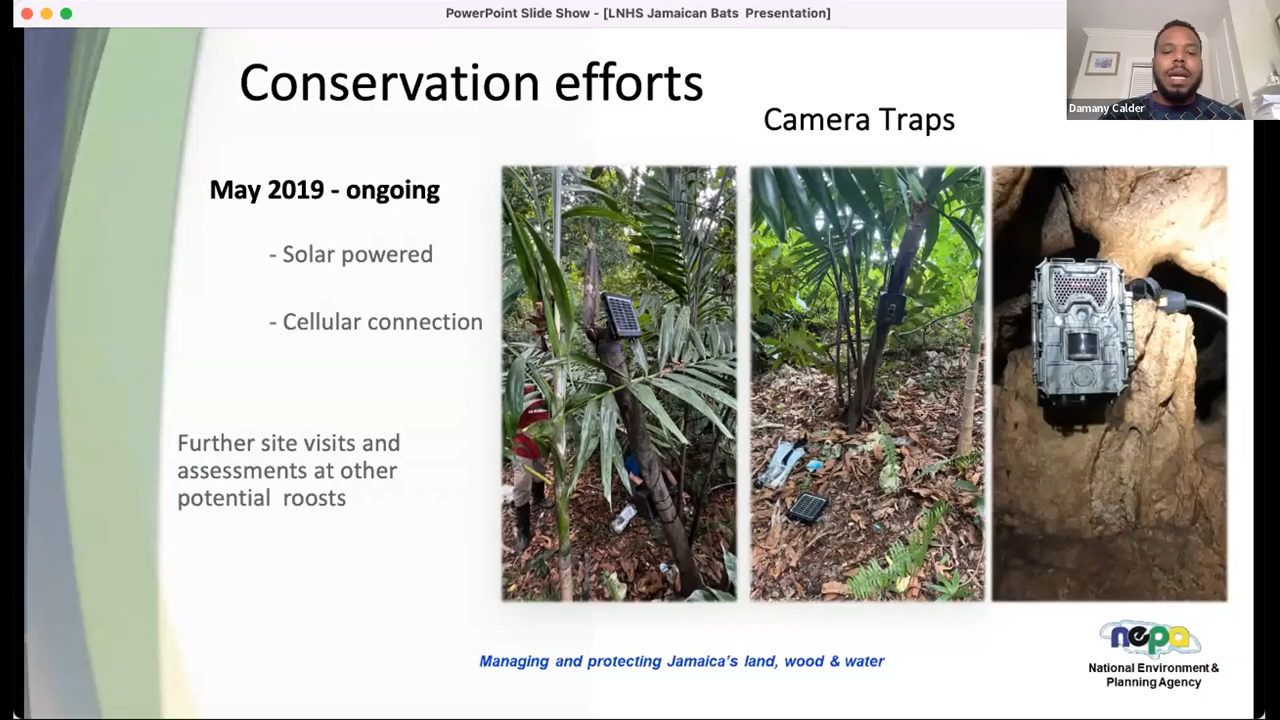 PowerPoint Slide Show - [LNHS Jamaican Bats Presentation]
Damany Calder
Conservation efforts
Camera Traps
May 2019 - ongoing
- Solar powered
- Cellular connection
Further site visits and
assessments at other
potential roosts
Managing and protecting Jamaica's land, wood & water
nepa
National Environment &
Planning Agency